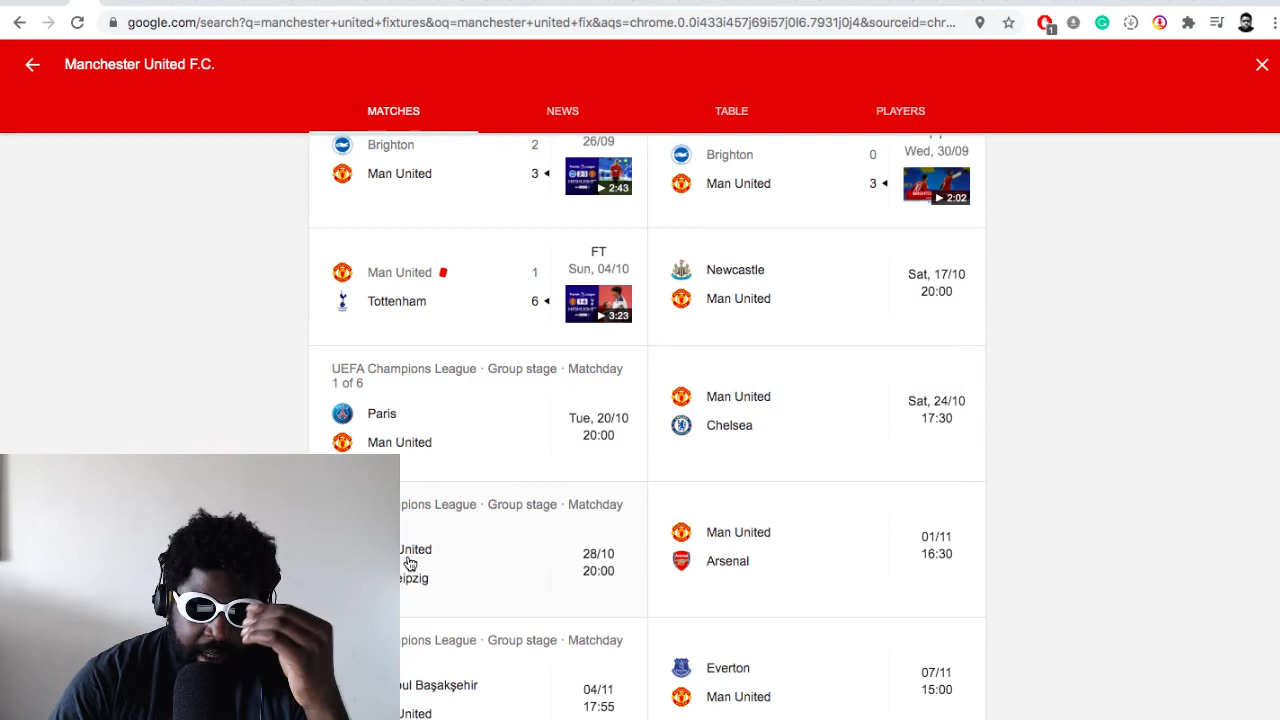 google.com/search?q=manchester+united+fixtures&oq=manchester+united+fix&aqs=chrome.0.0i433i457j69i57j0l6.7931j0j4&sourceid=chr...
1
Manchester United F.C.
MATCHES
NEWS
TABLE
PLAYERS
Brighton 2
Man United 3
26/09
2:43
Brighton 0
Man United 3
Wed, 30/09
2:02
Man United 1
Tottenham 6
FT
Sun, 04/10
3:23
Newcastle
Man United
Sat, 17/10
20:00
UEFA Champions League · Group stage · Matchday
1 of 6
Paris
Man United
Tue, 20/10
20:00
Man United
Chelsea
Sat, 24/10
17:30
pions League · Group stage · Matchday
United
eipzig
28/10
20:00
Man United
Arsenal
01/11
16:30
pions League · Group stage · Matchday
bul Başakşehir
United
04/11
17:55
Everton
Man United
07/11
15:00